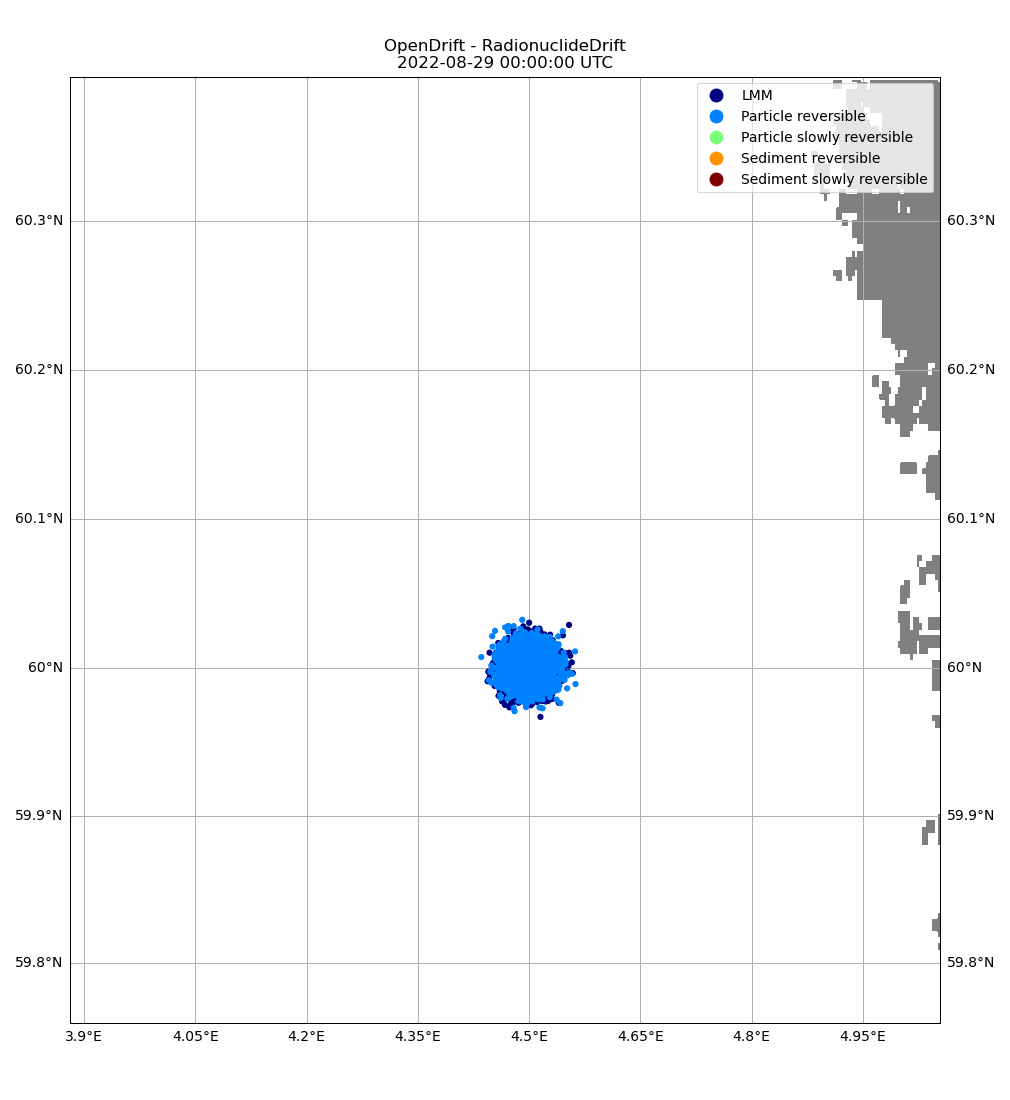 OpenDrift - RadionuclideDrift
2022-08-29 00:00:00 UTC
LMM
Particle reversible
Particle slowly reversible
Sediment reversible
Sediment slowly reversible
60.3°N 60.3°N
60.2°N 60.2°N
60.1°N 60.1°N
60°N 60°N
59.9°N 59.9°N
59.8°N 59.8°N
3.9°E 4.05°E 4.2°E 4.35°E 4.5°E 4.65°E 4.8°E 4.95°E